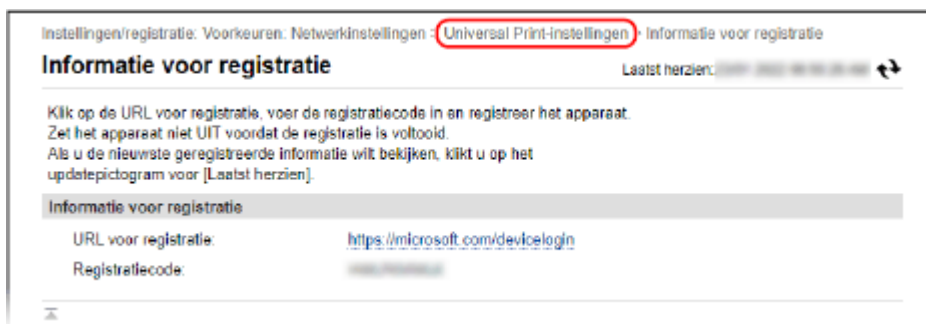 Instellingen/registratie: Voorkeuren: Netwerkinstellingen : Universal Print-instellingen > Informatie voor registratie
Informatie voor registratie
Laatst herzien:
Klik op de URL voor registratie, voer de registratiecode in en registreer het apparaat.
Zet het apparaat niet UIT voordat de registratie is voltooid.
Als u de nieuwste geregistreerde informatie wilt bekijken, klikt u op het
updatepictogram voor [Laatst herzien].
Informatie voor registratie
URL voor registratie: https://microsoft.com/devicelogin
Registratiecode: